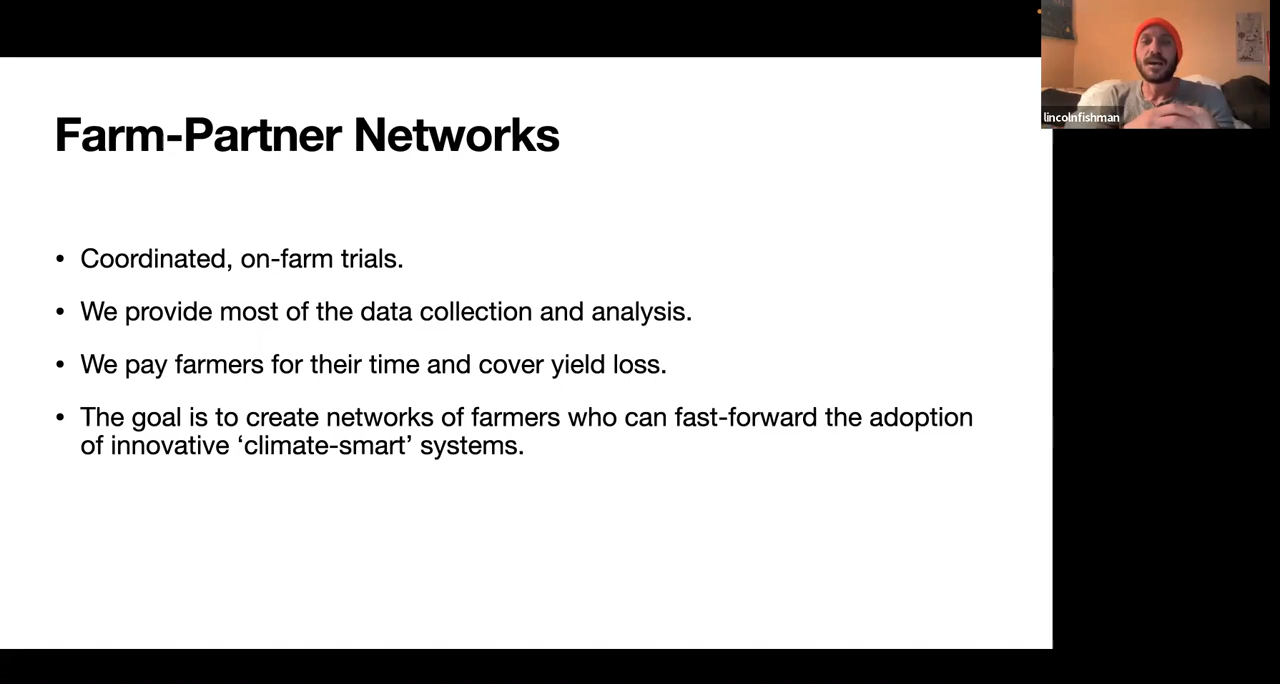 Farm-Partner Networks
• Coordinated, on-farm trials.
• We provide most of the data collection and analysis.
• We pay farmers for their time and cover yield loss.
• The goal is to create networks of farmers who can fast-forward the adoption
of innovative ‘climate-smart’ systems.
lincolnfishman